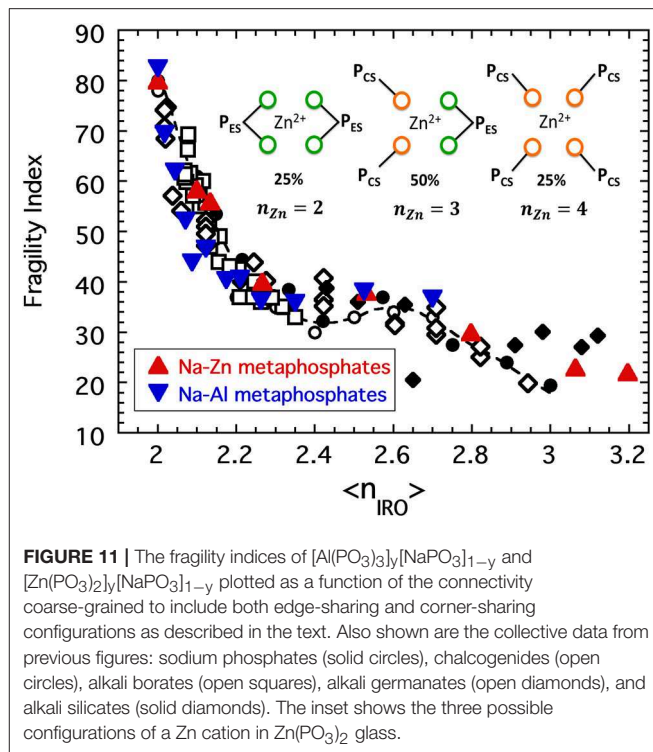 Fragility Index
90
80
70
60
50
40
30
20
10
2
2.2
2.4
2.6
2.8
3
3.2
<n_IRO>
P_ES Zn²⁺ P_ES
25%
n_Zn = 2
P_CS
Zn²⁺ P_ES
P_CS
50%
n_Zn = 3
P_CS P_CS
Zn²⁺
P_CS P_CS
25%
n_Zn = 4
Na-Zn metaphosphates
Na-Al metaphosphates
FIGURE 11 | The fragility indices of [Al(PO₃)₃]y[NaPO₃]₁₋y and
[Zn(PO₃)₂]y[NaPO₃]₁₋y plotted as a function of the connectivity
coarse-grained to include both edge-sharing and corner-sharing
configurations as described in the text. Also shown are the collective data from
previous figures: sodium phosphates (solid circles), chalcogenides (open
circles), alkali borates (open squares), alkali germanates (open diamonds), and
alkali silicates (solid diamonds). The inset shows the three possible
configurations of a Zn cation in Zn(PO₃)₂ glass.